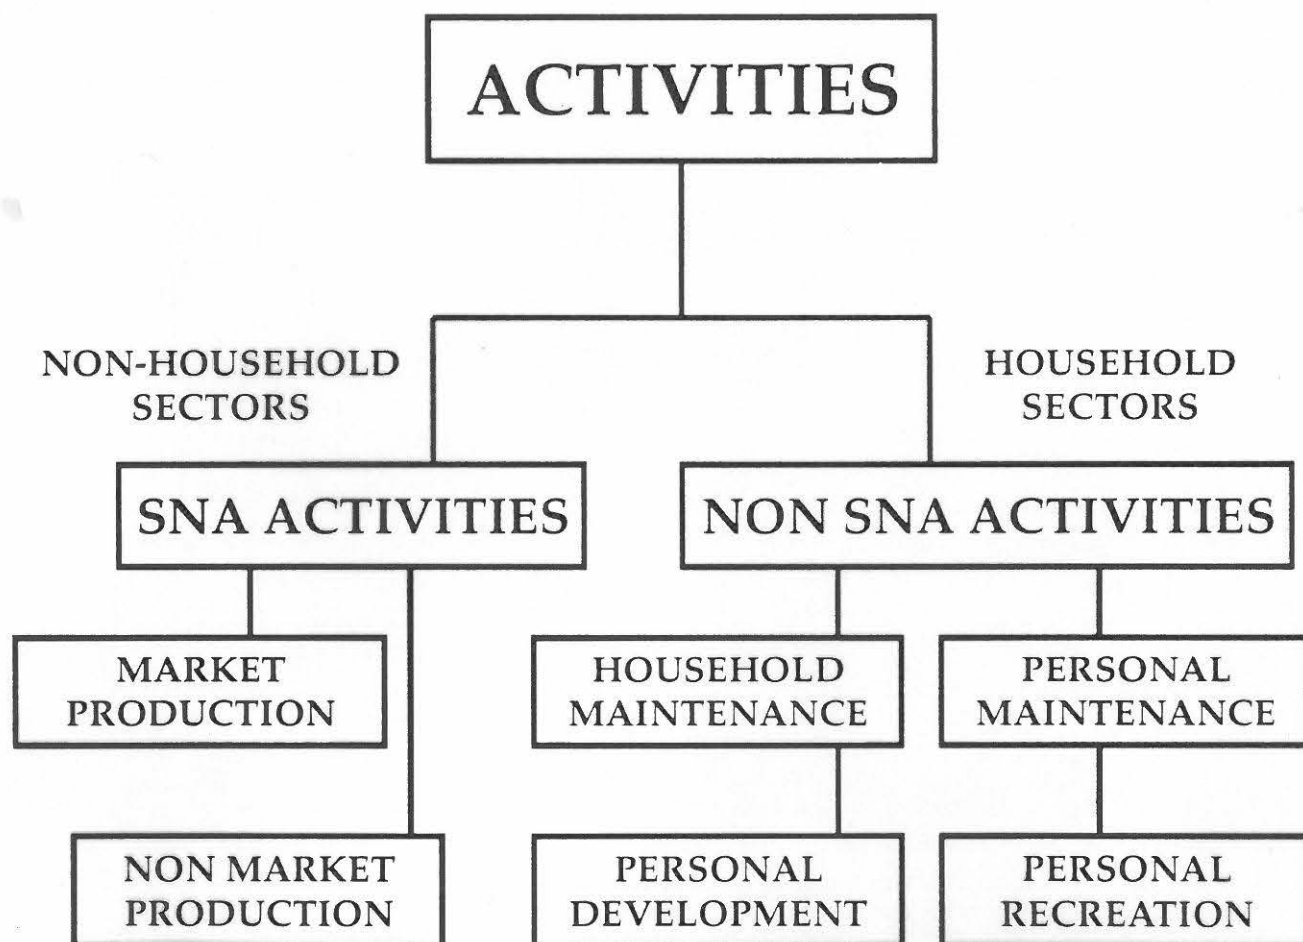 ACTIVITIES
NON-HOUSEHOLD
SECTORS
HOUSEHOLD
SECTORS
SNA ACTIVITIES
NON SNA ACTIVITIES
MARKET
PRODUCTION
HOUSEHOLD
MAINTENANCE
PERSONAL
MAINTENANCE
NON MARKET
PRODUCTION
PERSONAL
DEVELOPMENT
PERSONAL
RECREATION